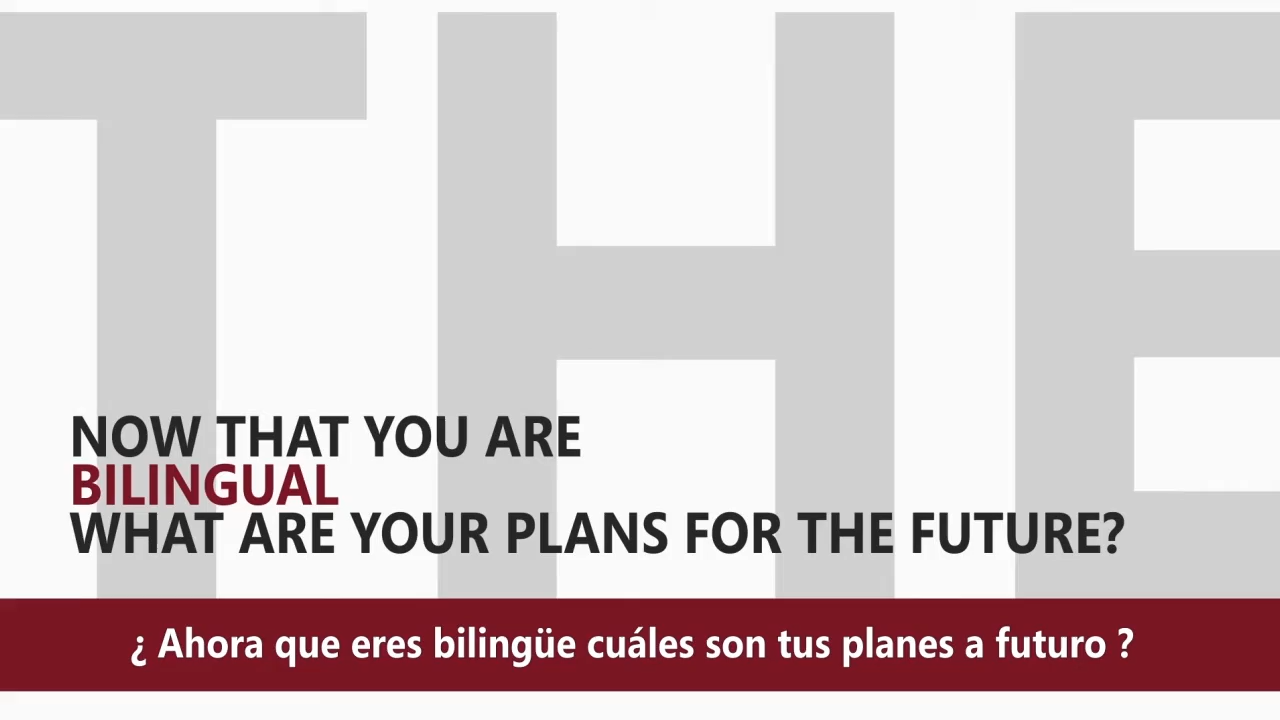 THE
NOW THAT YOU ARE
BILINGUAL
WHAT ARE YOUR PLANS FOR THE FUTURE?
¿ Ahora que eres bilingüe cuáles son tus planes a futuro ?